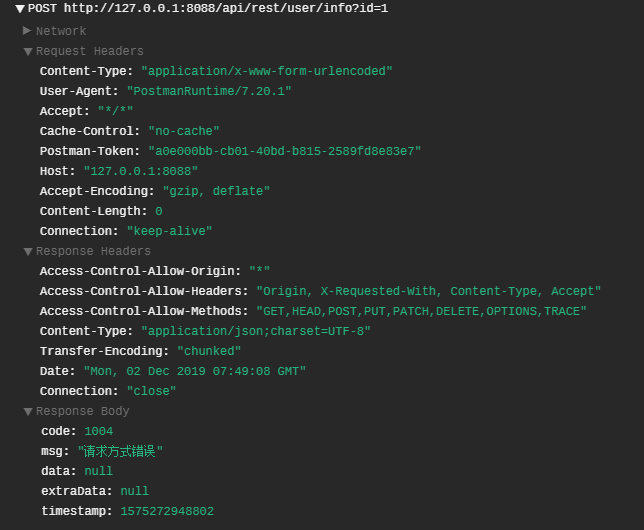 POST http://127.0.0.1:8088/api/rest/user/info?id=1
Network
Request Headers
Content-Type: "application/x-www-form-urlencoded"
User-Agent: "PostmanRuntime/7.20.1"
Accept: "*/*"
Cache-Control: "no-cache"
Postman-Token: "a0e000bb-cb01-40bd-b815-2589fd8e83e7"
Host: "127.0.0.1:8088"
Accept-Encoding: "gzip, deflate"
Content-Length: 0
Connection: "keep-alive"
Response Headers
Access-Control-Allow-Origin: "*"
Access-Control-Allow-Headers: "Origin, X-Requested-With, Content-Type, Accept"
Access-Control-Allow-Methods: "GET,HEAD,POST,PUT,PATCH,DELETE,OPTIONS,TRACE"
Content-Type: "application/json;charset=UTF-8"
Transfer-Encoding: "chunked"
Date: "Mon, 02 Dec 2019 07:49:08 GMT"
Connection: "close"
Response Body
code: 1004
msg: "请求方式错误"
data: null
extraData: null
timestamp: 1575272948802